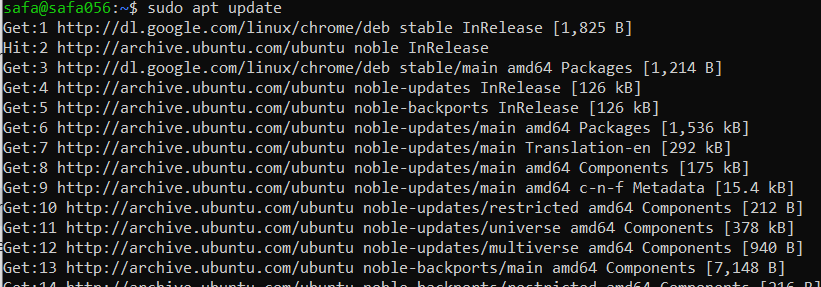 safa@safa056:~$ sudo apt update
Get:1 http://dl.google.com/linux/chrome/deb stable InRelease [1,825 B]
Hit:2 http://archive.ubuntu.com/ubuntu noble InRelease
Get:3 http://dl.google.com/linux/chrome/deb stable/main amd64 Packages [1,214 B]
Get:4 http://archive.ubuntu.com/ubuntu noble-updates InRelease [126 kB]
Get:5 http://archive.ubuntu.com/ubuntu noble-backports InRelease [126 kB]
Get:6 http://archive.ubuntu.com/ubuntu noble-updates/main amd64 Packages [1,536 kB]
Get:7 http://archive.ubuntu.com/ubuntu noble-updates/main Translation-en [292 kB]
Get:8 http://archive.ubuntu.com/ubuntu noble-updates/main amd64 Components [175 kB]
Get:9 http://archive.ubuntu.com/ubuntu noble-updates/main amd64 c-n-f Metadata [15.4 kB]
Get:10 http://archive.ubuntu.com/ubuntu noble-updates/restricted amd64 Components [212 B]
Get:11 http://archive.ubuntu.com/ubuntu noble-updates/universe amd64 Components [378 kB]
Get:12 http://archive.ubuntu.com/ubuntu noble-updates/multiverse amd64 Components [940 B]
Get:13 http://archive.ubuntu.com/ubuntu noble-backports/main amd64 Components [7,148 B]
Get:14 http://archive.ubuntu.com/ubuntu noble-backports/restricted amd64 Components [216 B]